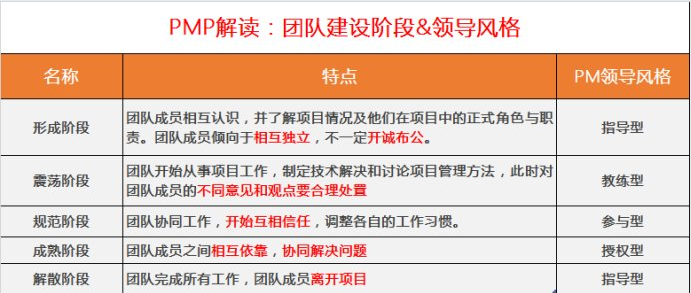 PMP解读：团队建设阶段&领导风格
名称 特点 PM领导风格
形成阶段 团队成员相互认识，并了解项目情况及他们在项目中的正式角色与职
责。团队成员倾向于相互独立，不一定开诚布公。 指导型
震荡阶段 团队开始从事项目工作，制定技术解决和讨论项目管理方法，此时对
团队成员的不同意见和观点要合理处置 教练型
规范阶段 团队协同工作，开始互相信任，调整各自的工作习惯。 参与型
成熟阶段 团队成员之间相互依靠，协同解决问题 授权型
解散阶段 团队完成所有工作，团队成员离开项目 指导型